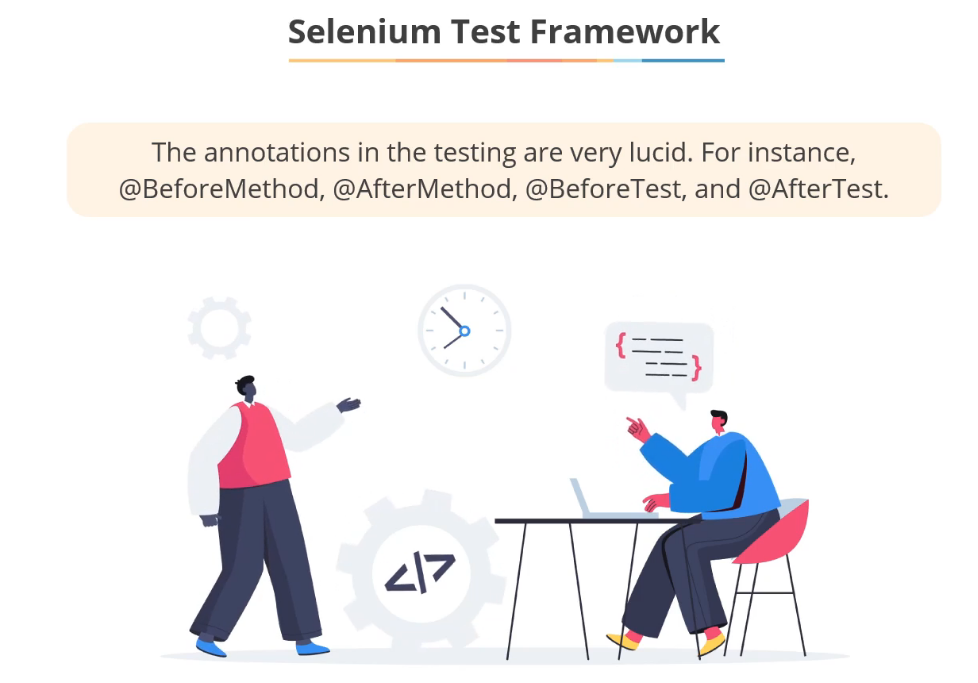 Selenium Test Framework
The annotations in the testing are very lucid. For instance,
@BeforeMethod, @AfterMethod, @BeforeTest, and @AfterTest.
{
}
</>